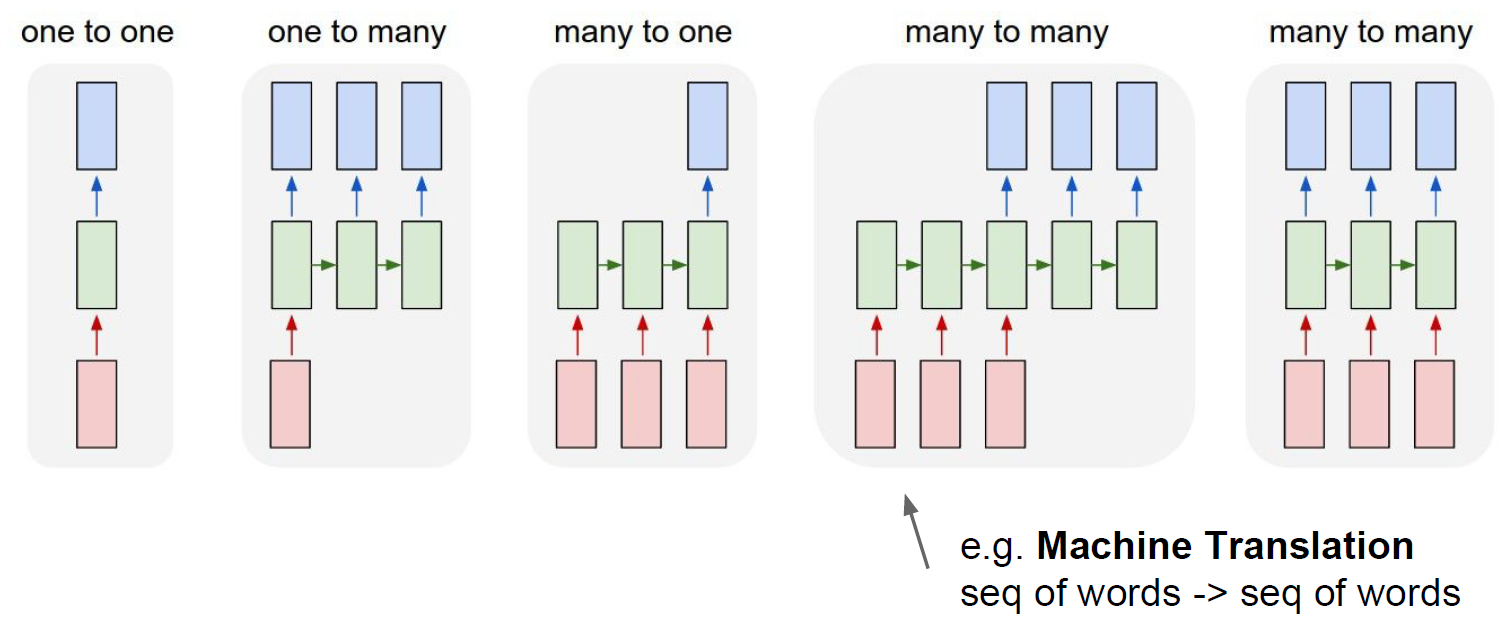 one to one
one to many
many to one
many to many
many to many
e.g. Machine Translation
seq of words -> seq of words